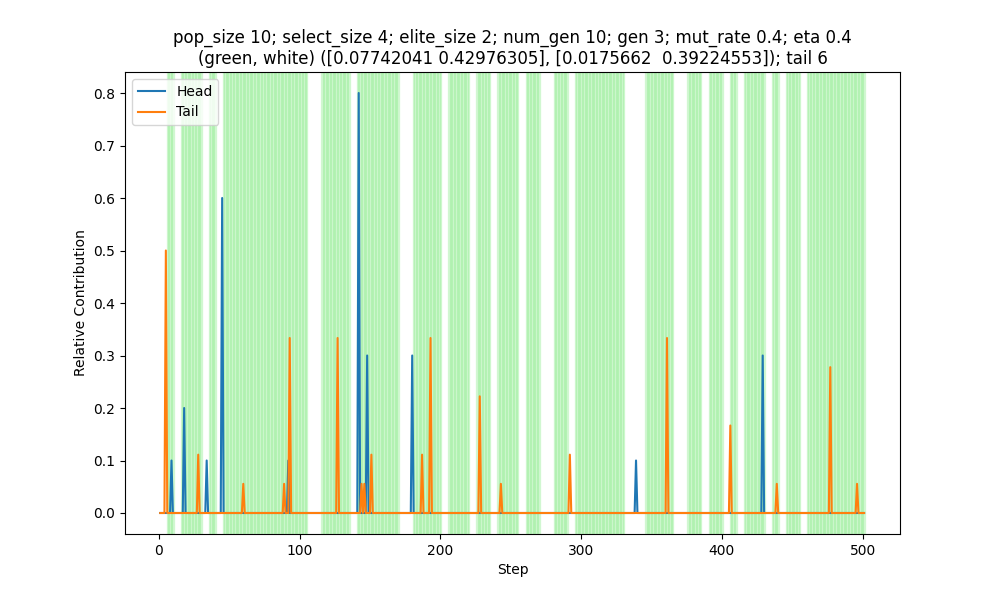 pop_size 10; select_size 4; elite_size 2; num_gen 10; gen 3; mut_rate 0.4; eta 0.4
(green, white) ([0.07742041 0.42976305], [0.0175662  0.39224553]); tail 6
Head
Tail
Relative Contribution
0.8
0.7
0.6
0.5
0.4
0.3
0.2
0.1
0.0
0
100
200
300
400
500
Step